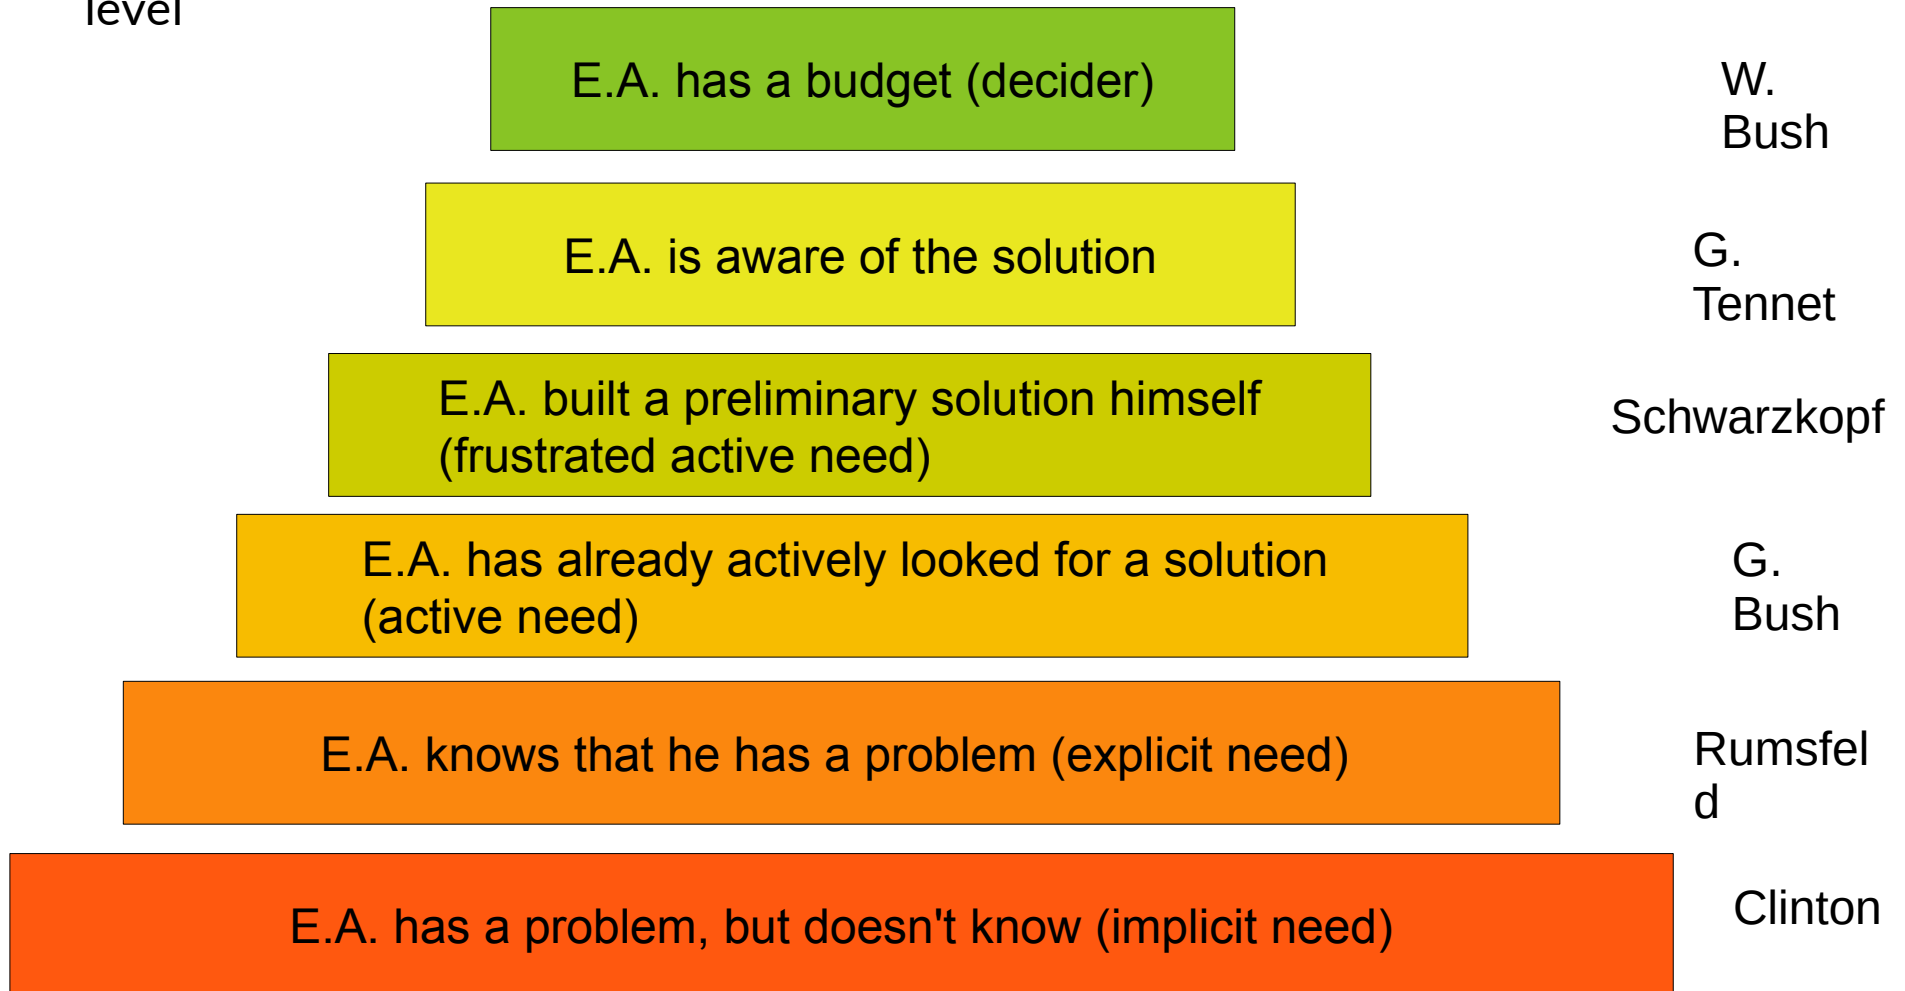 level
E.A. has a budget (decider)
W.
Bush
E.A. is aware of the solution
G.
Tennet
E.A. built a preliminary solution himself
(frustrated active need)
Schwarzkopf
E.A. has already actively looked for a solution
(active need)
G.
Bush
E.A. knows that he has a problem (explicit need)
Rumsfel
d
E.A. has a problem, but doesn't know (implicit need)
Clinton